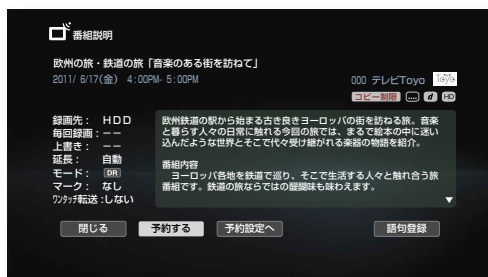 番組説明
欧州の旅・鉄道の旅「音楽のある街を訪ねて」
2011/ 6/17(金) 4:00PM- 5:00PM
000 テレビToyo
Toyo
コピー制限 d HD
録画先： HDD
毎回録画：－－
上書き：－－
延長： 自動
モード： DR
マーク： なし
ワンタッチ転送：しない
欧州鉄道の駅から始まる古き良きヨーロッパの街を訪ねる旅。音楽
と暮らす人々の日常に触れる今回の旅では、まるで絵本の中に迷い
込んだような世界とそこで代々受け継がれる楽器の物語を紹介。
番組内容
ヨーロッパ各地を鉄道で巡り、そこで生活する人々と触れ合う旅
番組です。鉄道の旅ならではの醍醐味も味わえます。
閉じる 予約する 予約設定へ 語句登録